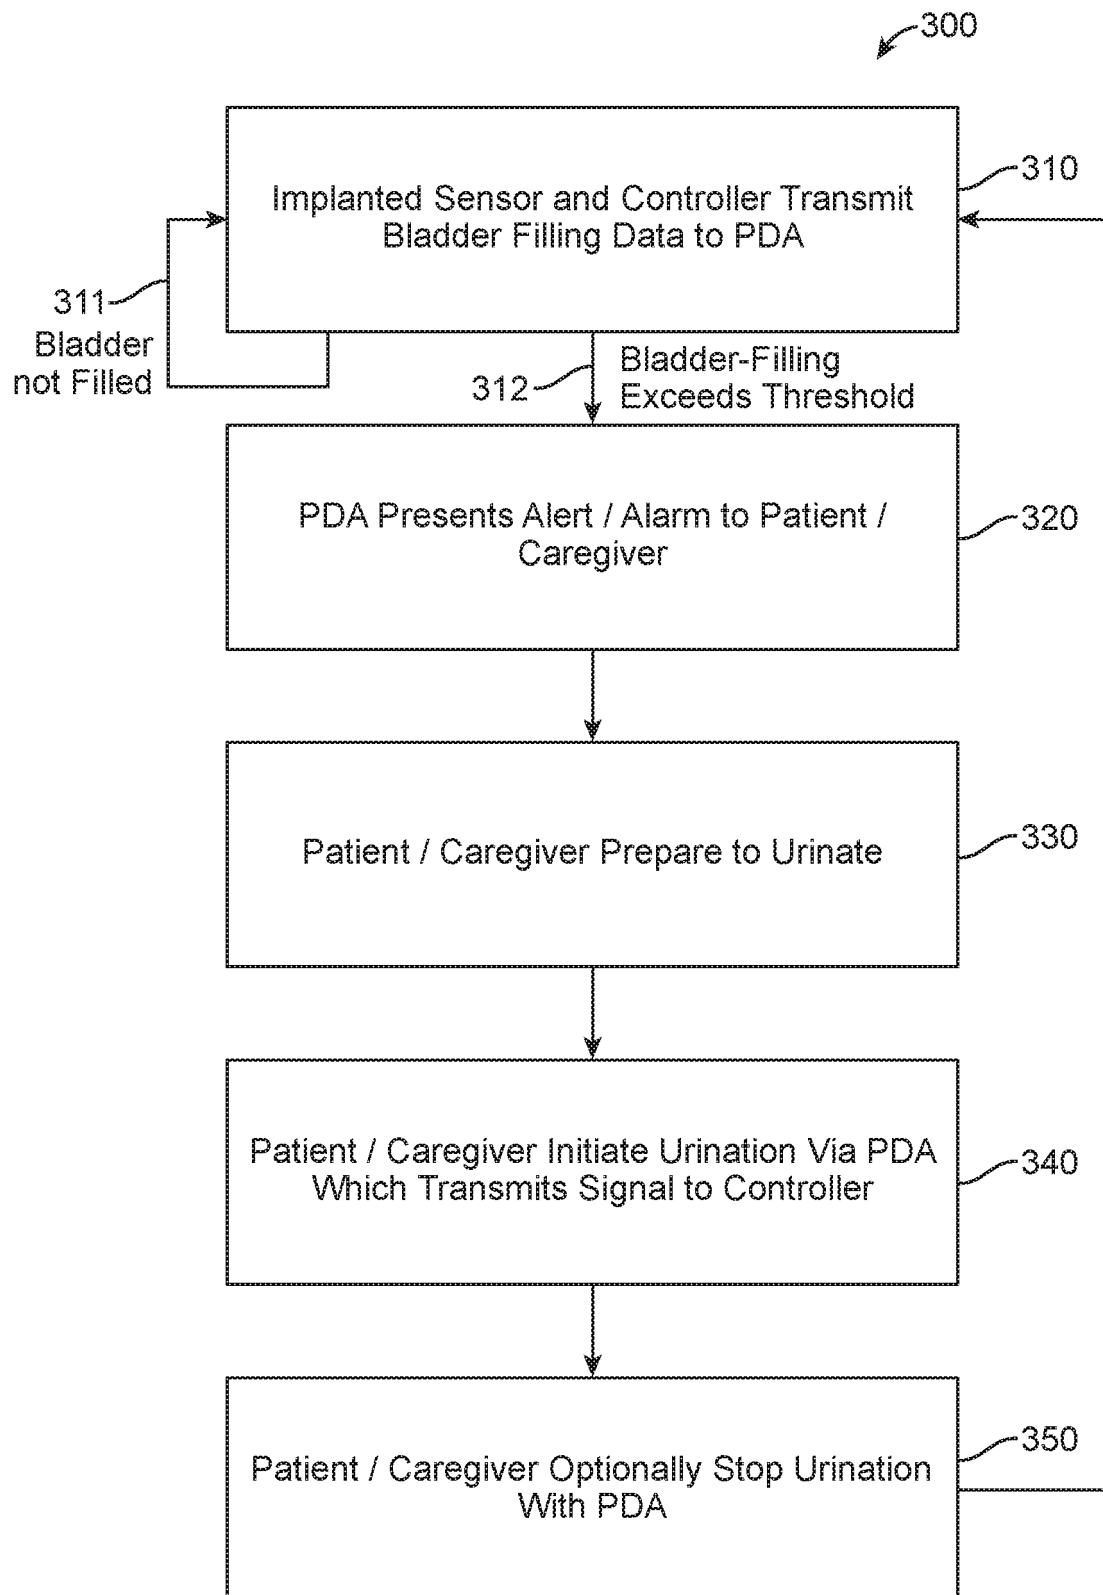 300
Implanted Sensor and Controller Transmit
Bladder Filling Data to PDA
310
311
Bladder
not Filled
312
Bladder-Filling
Exceeds Threshold
PDA Presents Alert / Alarm to Patient /
Caregiver
320
Patient / Caregiver Prepare to Urinate
330
Patient / Caregiver Initiate Urination Via PDA
Which Transmits Signal to Controller
340
Patient / Caregiver Optionally Stop Urination
With PDA
350